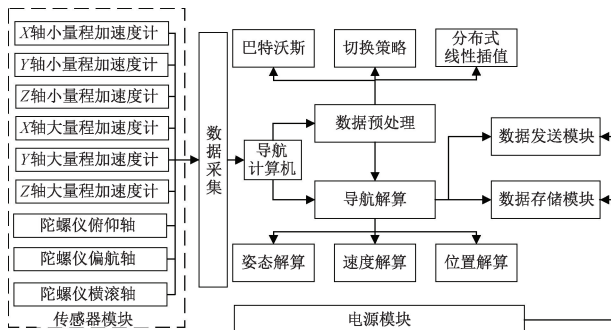 X轴小量程加速度计
Y轴小量程加速度计
Z轴小量程加速度计
X轴大量程加速度计
Y轴大量程加速度计
Z轴大量程加速度计
陀螺仪俯仰轴
陀螺仪偏航轴
陀螺仪横滚轴
传感器模块
数据采集
导航
计算机
巴特沃斯
切换策略
分布式
线性插值
数据预处理
导航解算
姿态解算
速度解算
位置解算
数据发送模块
数据存储模块
电源模块